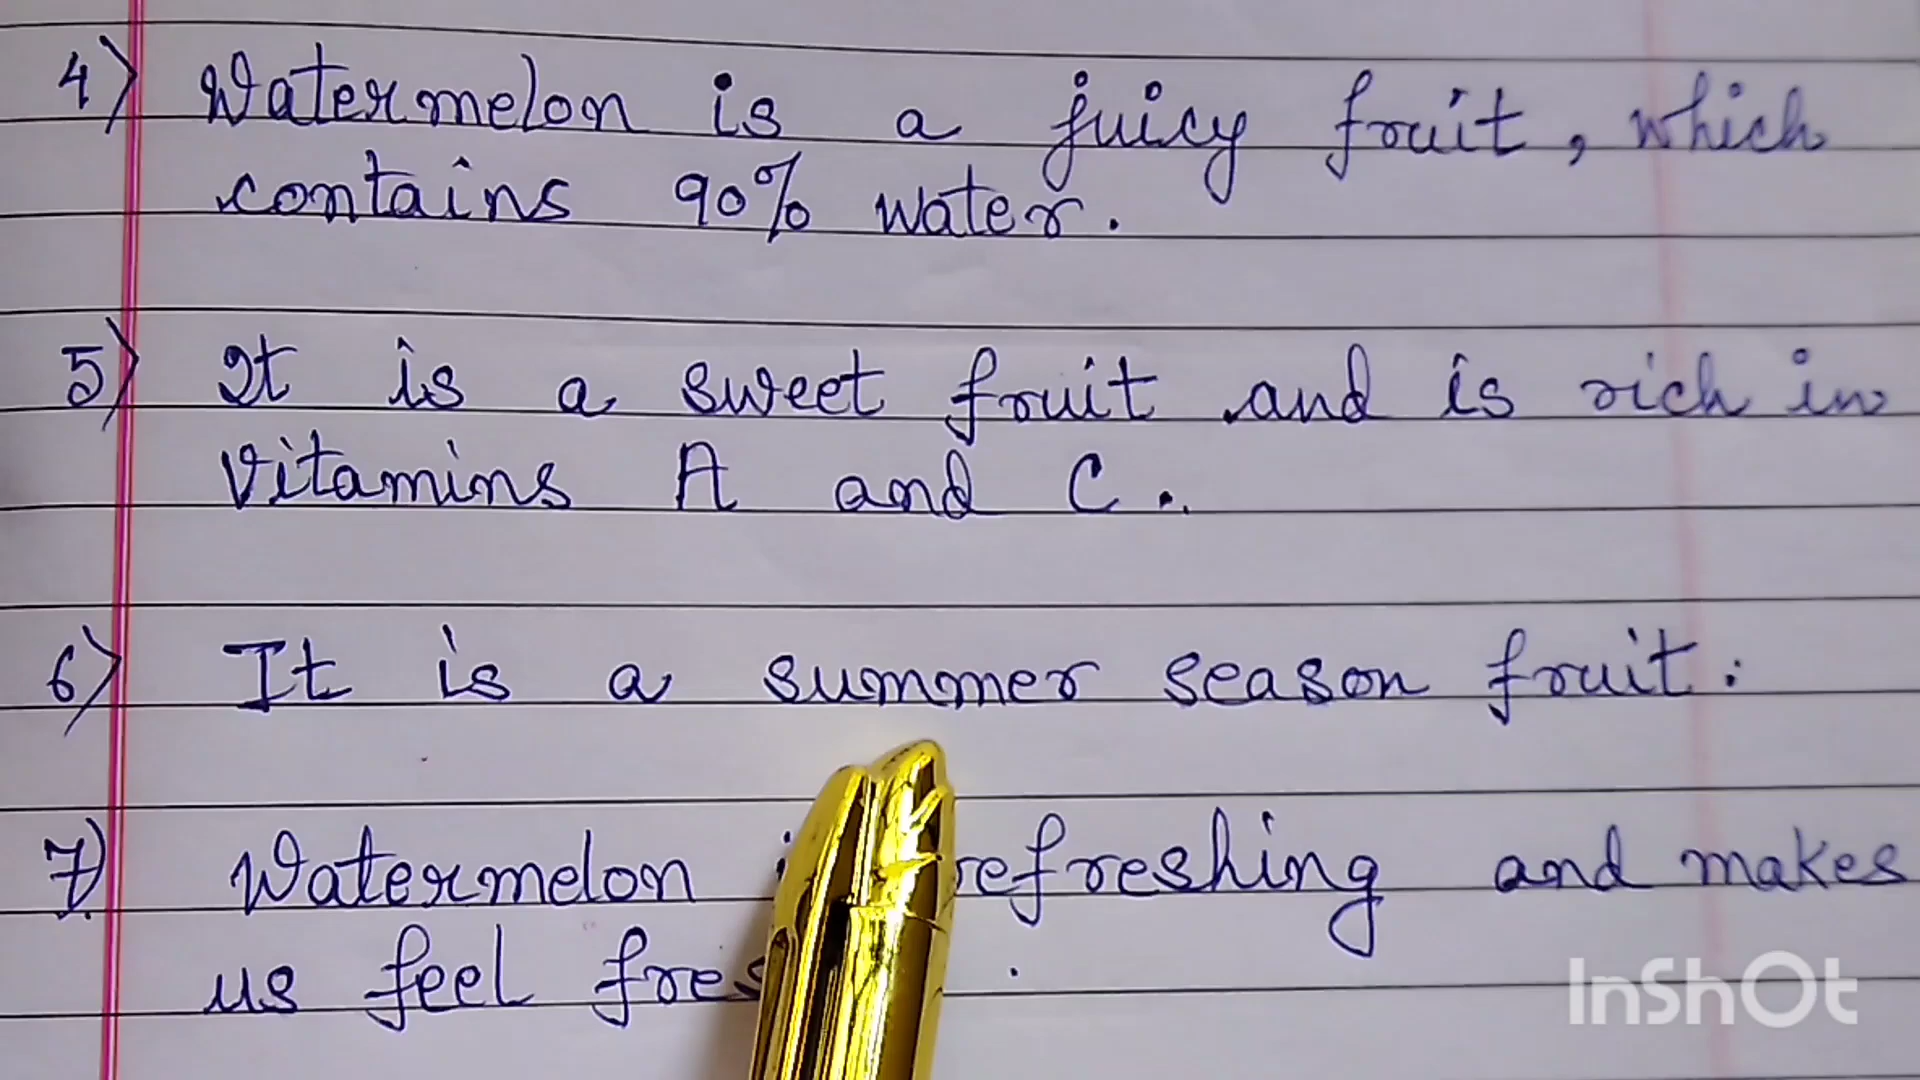 4) Watermelon is a juicy fruit, which
contains 90% water.
5) It is a sweet fruit and is rich in
vitamins A and C.
6) It is a summer season fruit.
7) Watermelon refreshing and makes
us feel
InShOt